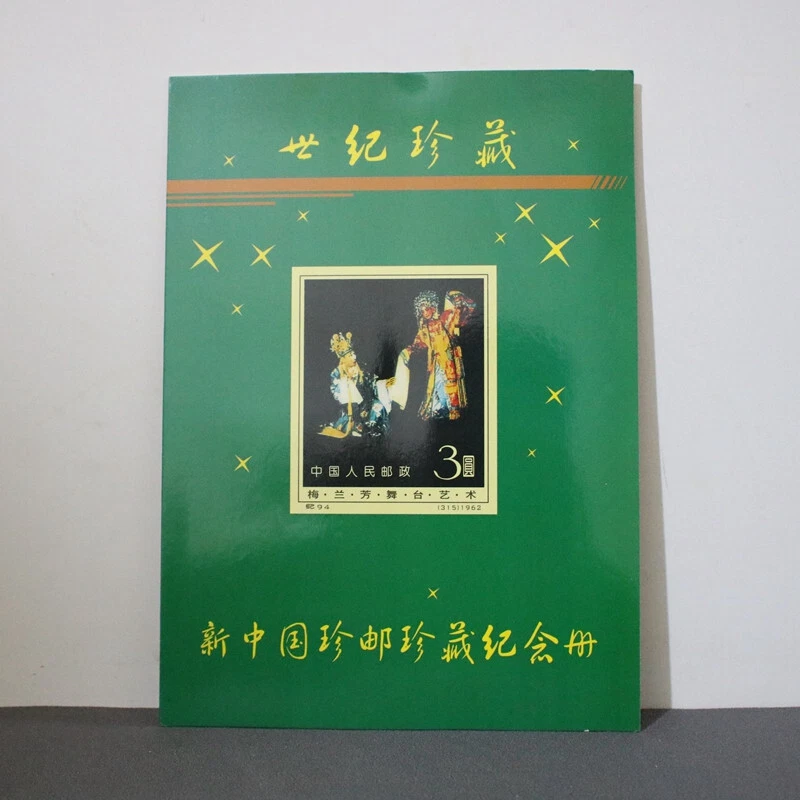 世纪珍藏
中国人民邮政 3圆
梅·兰·芳·舞·台·艺·术
纪94 (315)1962
新中国珍邮珍藏纪念册